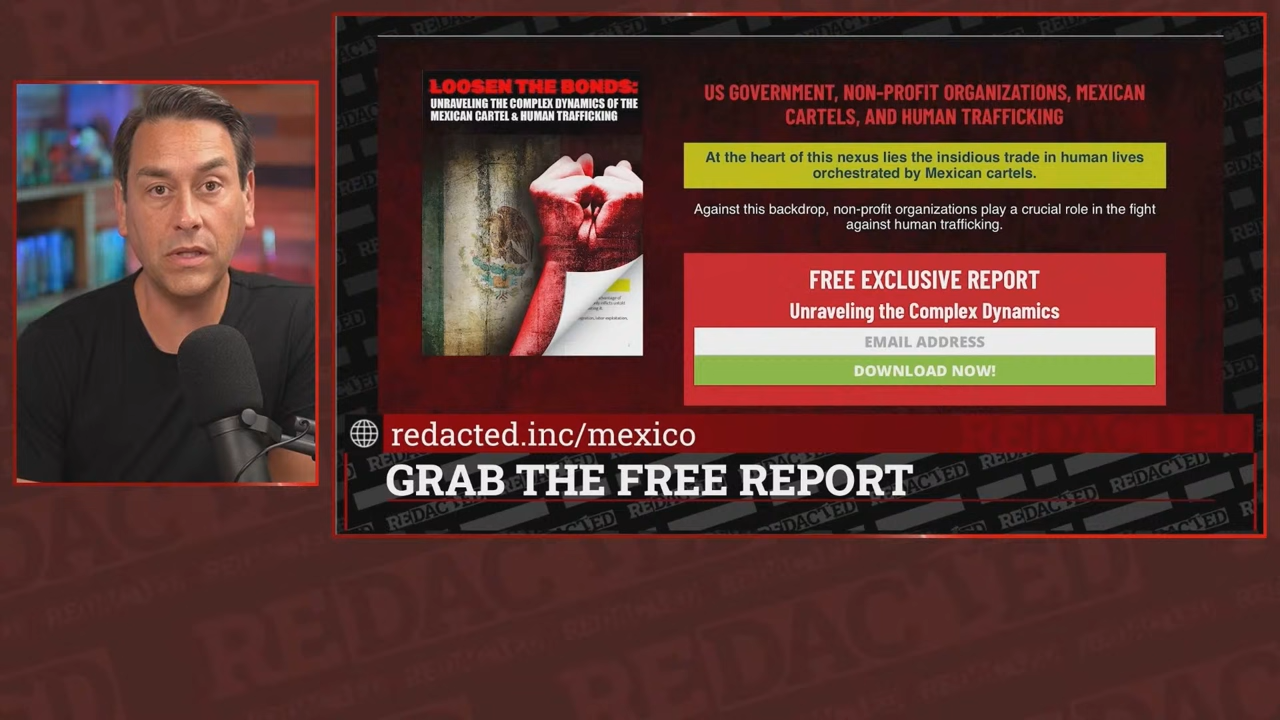 LOOSEN THE BONDS:
UNRAVELING THE COMPLEX DYNAMICS OF THE
MEXICAN CARTEL & HUMAN TRAFFICKING
US GOVERNMENT, NON-PROFIT ORGANIZATIONS, MEXICAN
CARTELS, AND HUMAN TRAFFICKING
At the heart of this nexus lies the insidious trade in human lives
orchestrated by Mexican cartels.
Against this backdrop, non-profit organizations play a crucial role in the fight
against human trafficking.
FREE EXCLUSIVE REPORT
Unraveling the Complex Dynamics
EMAIL ADDRESS
DOWNLOAD NOW!
redacted.inc/mexico
GRAB THE FREE REPORT
REDACTED